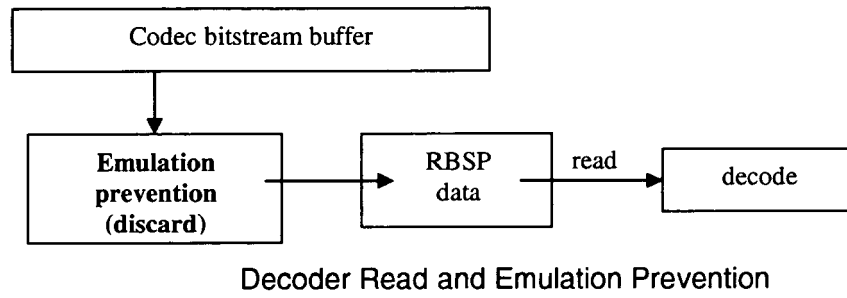 Codec bitstream buffer
Emulation
prevention
(discard)
RBSP
data
read
decode
Decoder Read and Emulation Prevention